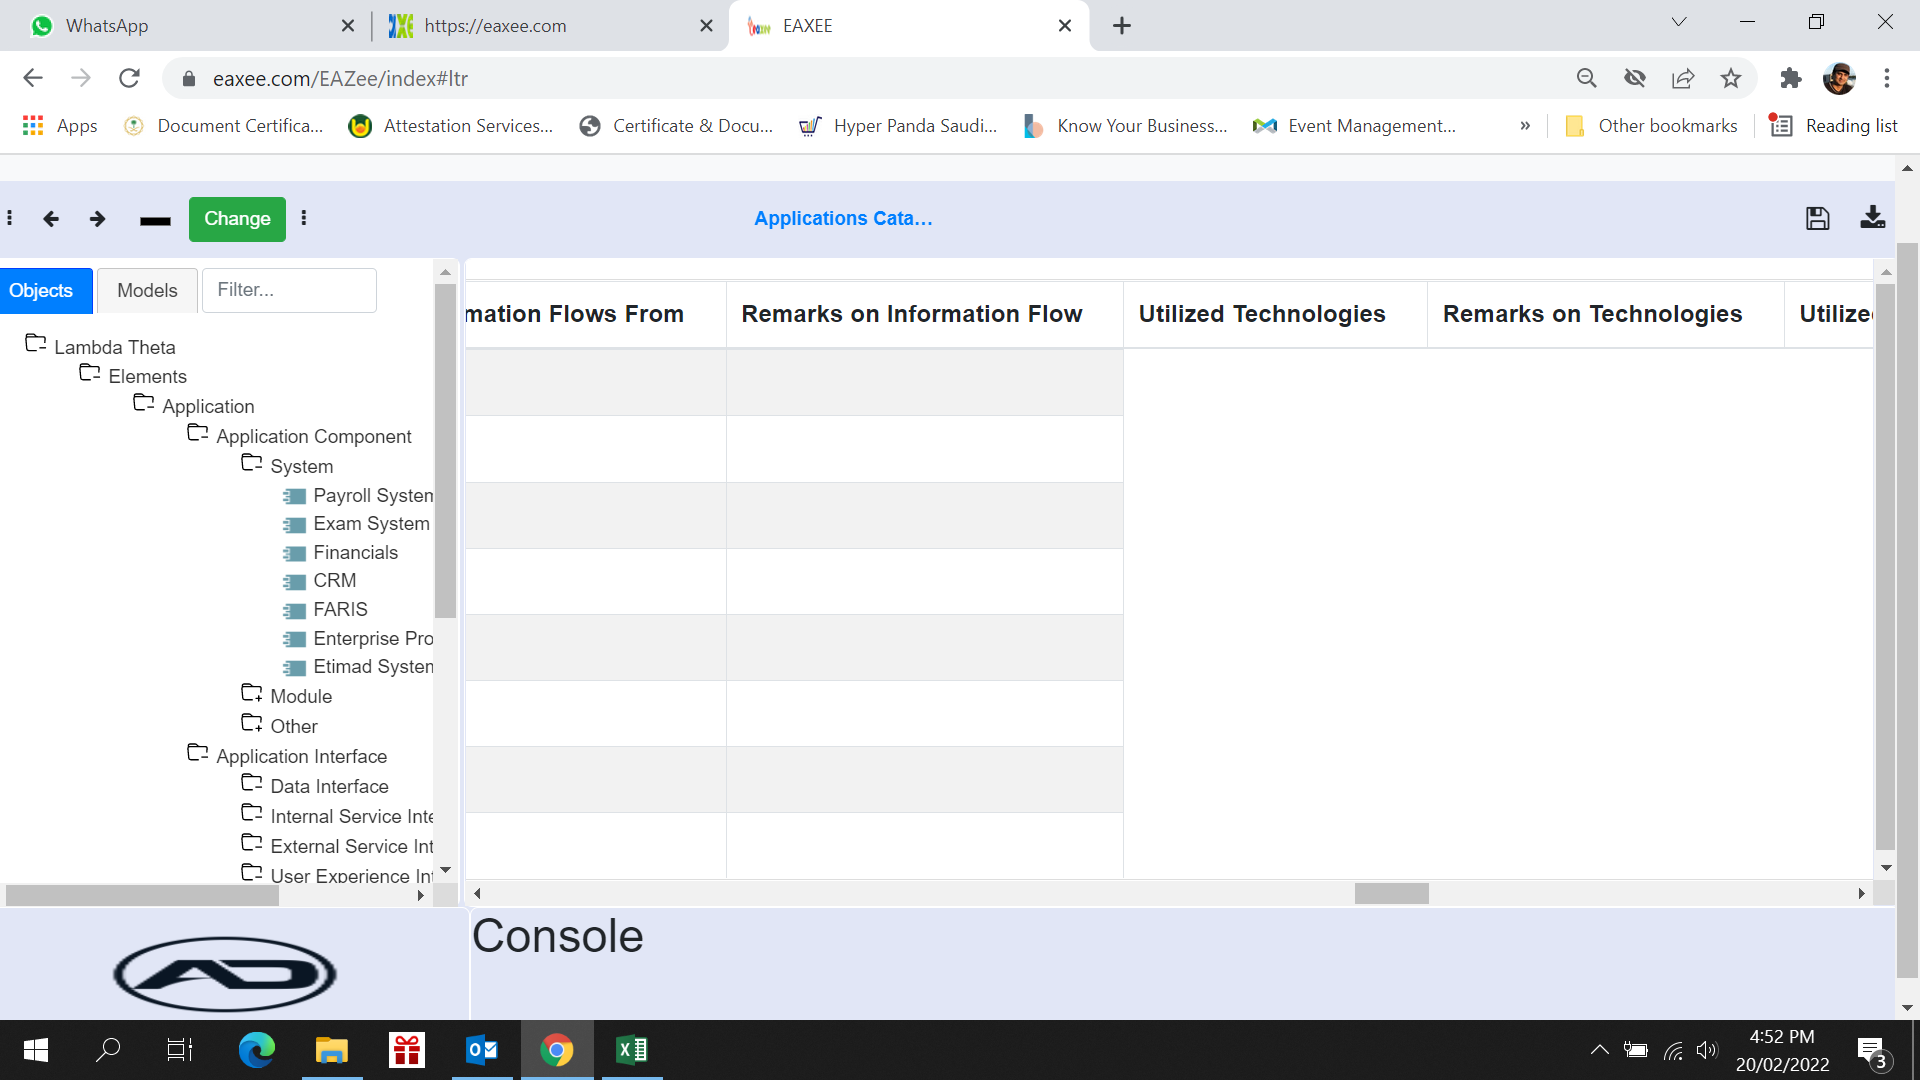 WhatsApp
https://eaxee.com
EAXEE
eaxee.com/EAZee/index#ltr
Apps
Document Certifica...
Attestation Services...
Certificate & Docu...
Hyper Panda Saudi...
Know Your Business...
Event Management...
»
Other bookmarks
Reading list
Change
Applications Cata...
Objects
Models
Filter...
mation Flows From
Remarks on Information Flow
Utilized Technologies
Remarks on Technologies
Utilize
Lambda Theta
Elements
Application
Application Component
System
Payroll System
Exam System
Financials
CRM
FARIS
Enterprise Pro
Etimad System
Module
Other
Application Interface
Data Interface
Internal Service Inte
External Service Int
User Experience Int
Console
4:52 PM
20/02/2022
3